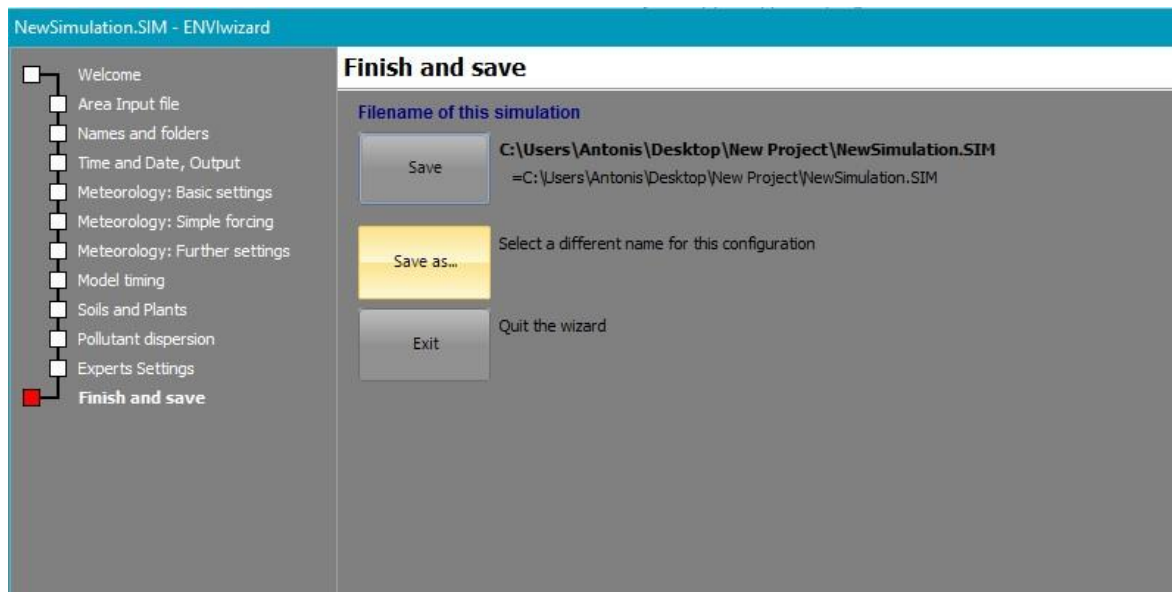 NewSimulation.SIM - ENVIwizard
Welcome
Area Input file
Names and folders
Time and Date, Output
Meteorology: Basic settings
Meteorology: Simple forcing
Meteorology: Further settings
Model timing
Soils and Plants
Pollutant dispersion
Experts Settings
Finish and save
Finish and save
Filename of this simulation
Save
C:\Users\Antonis\Desktop\New Project\NewSimulation.SIM
=C:\Users\Antonis\Desktop\New Project\NewSimulation.SIM
Save as...
Select a different name for this configuration
Exit
Quit the wizard